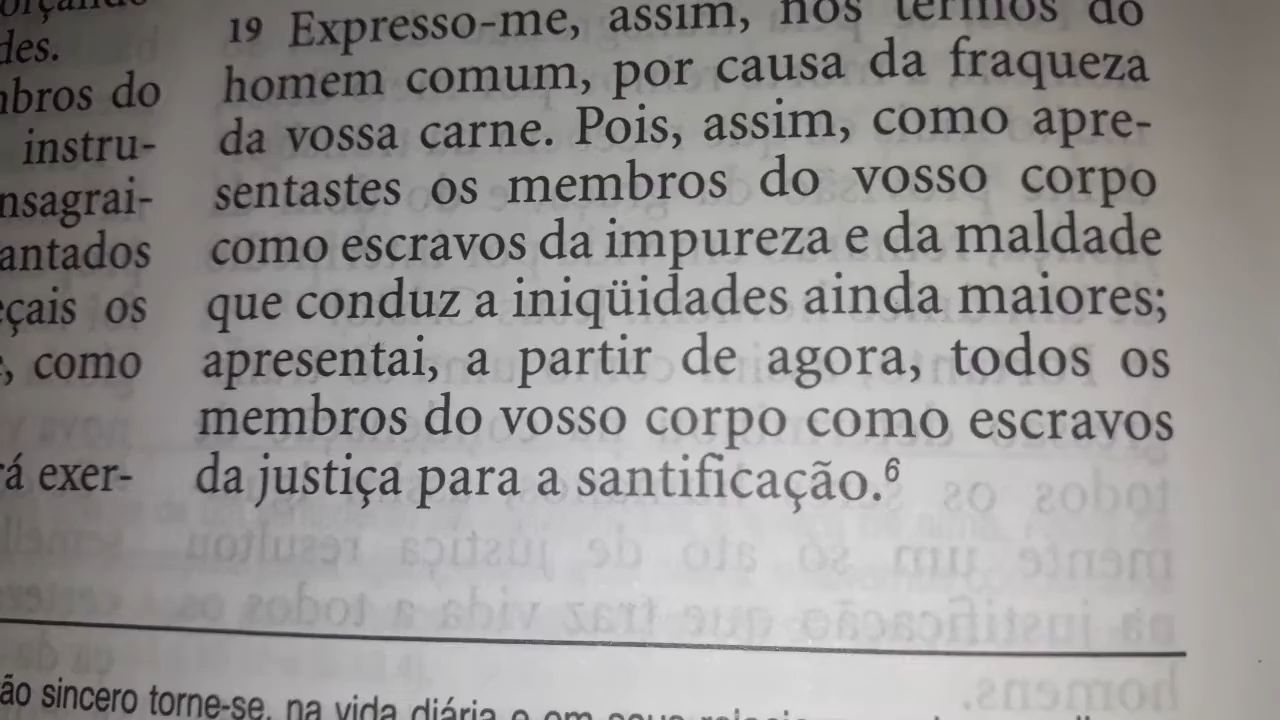 des.
mbros do
instru-
nsagrai-
antados
eçais os
, como
rá exer-
19 Expresso-me, assim, nos termos do
homem comum, por causa da fraqueza
da vossa carne. Pois, assim, como apre-
sentastes os membros do vosso corpo
como escravos da impureza e da maldade
que conduz a iniqüidades ainda maiores;
apresentai, a partir de agora, todos os
membros do vosso corpo como escravos
da justiça para a santificação.⁶
ão sincero torne-se, na vida diária e em seus